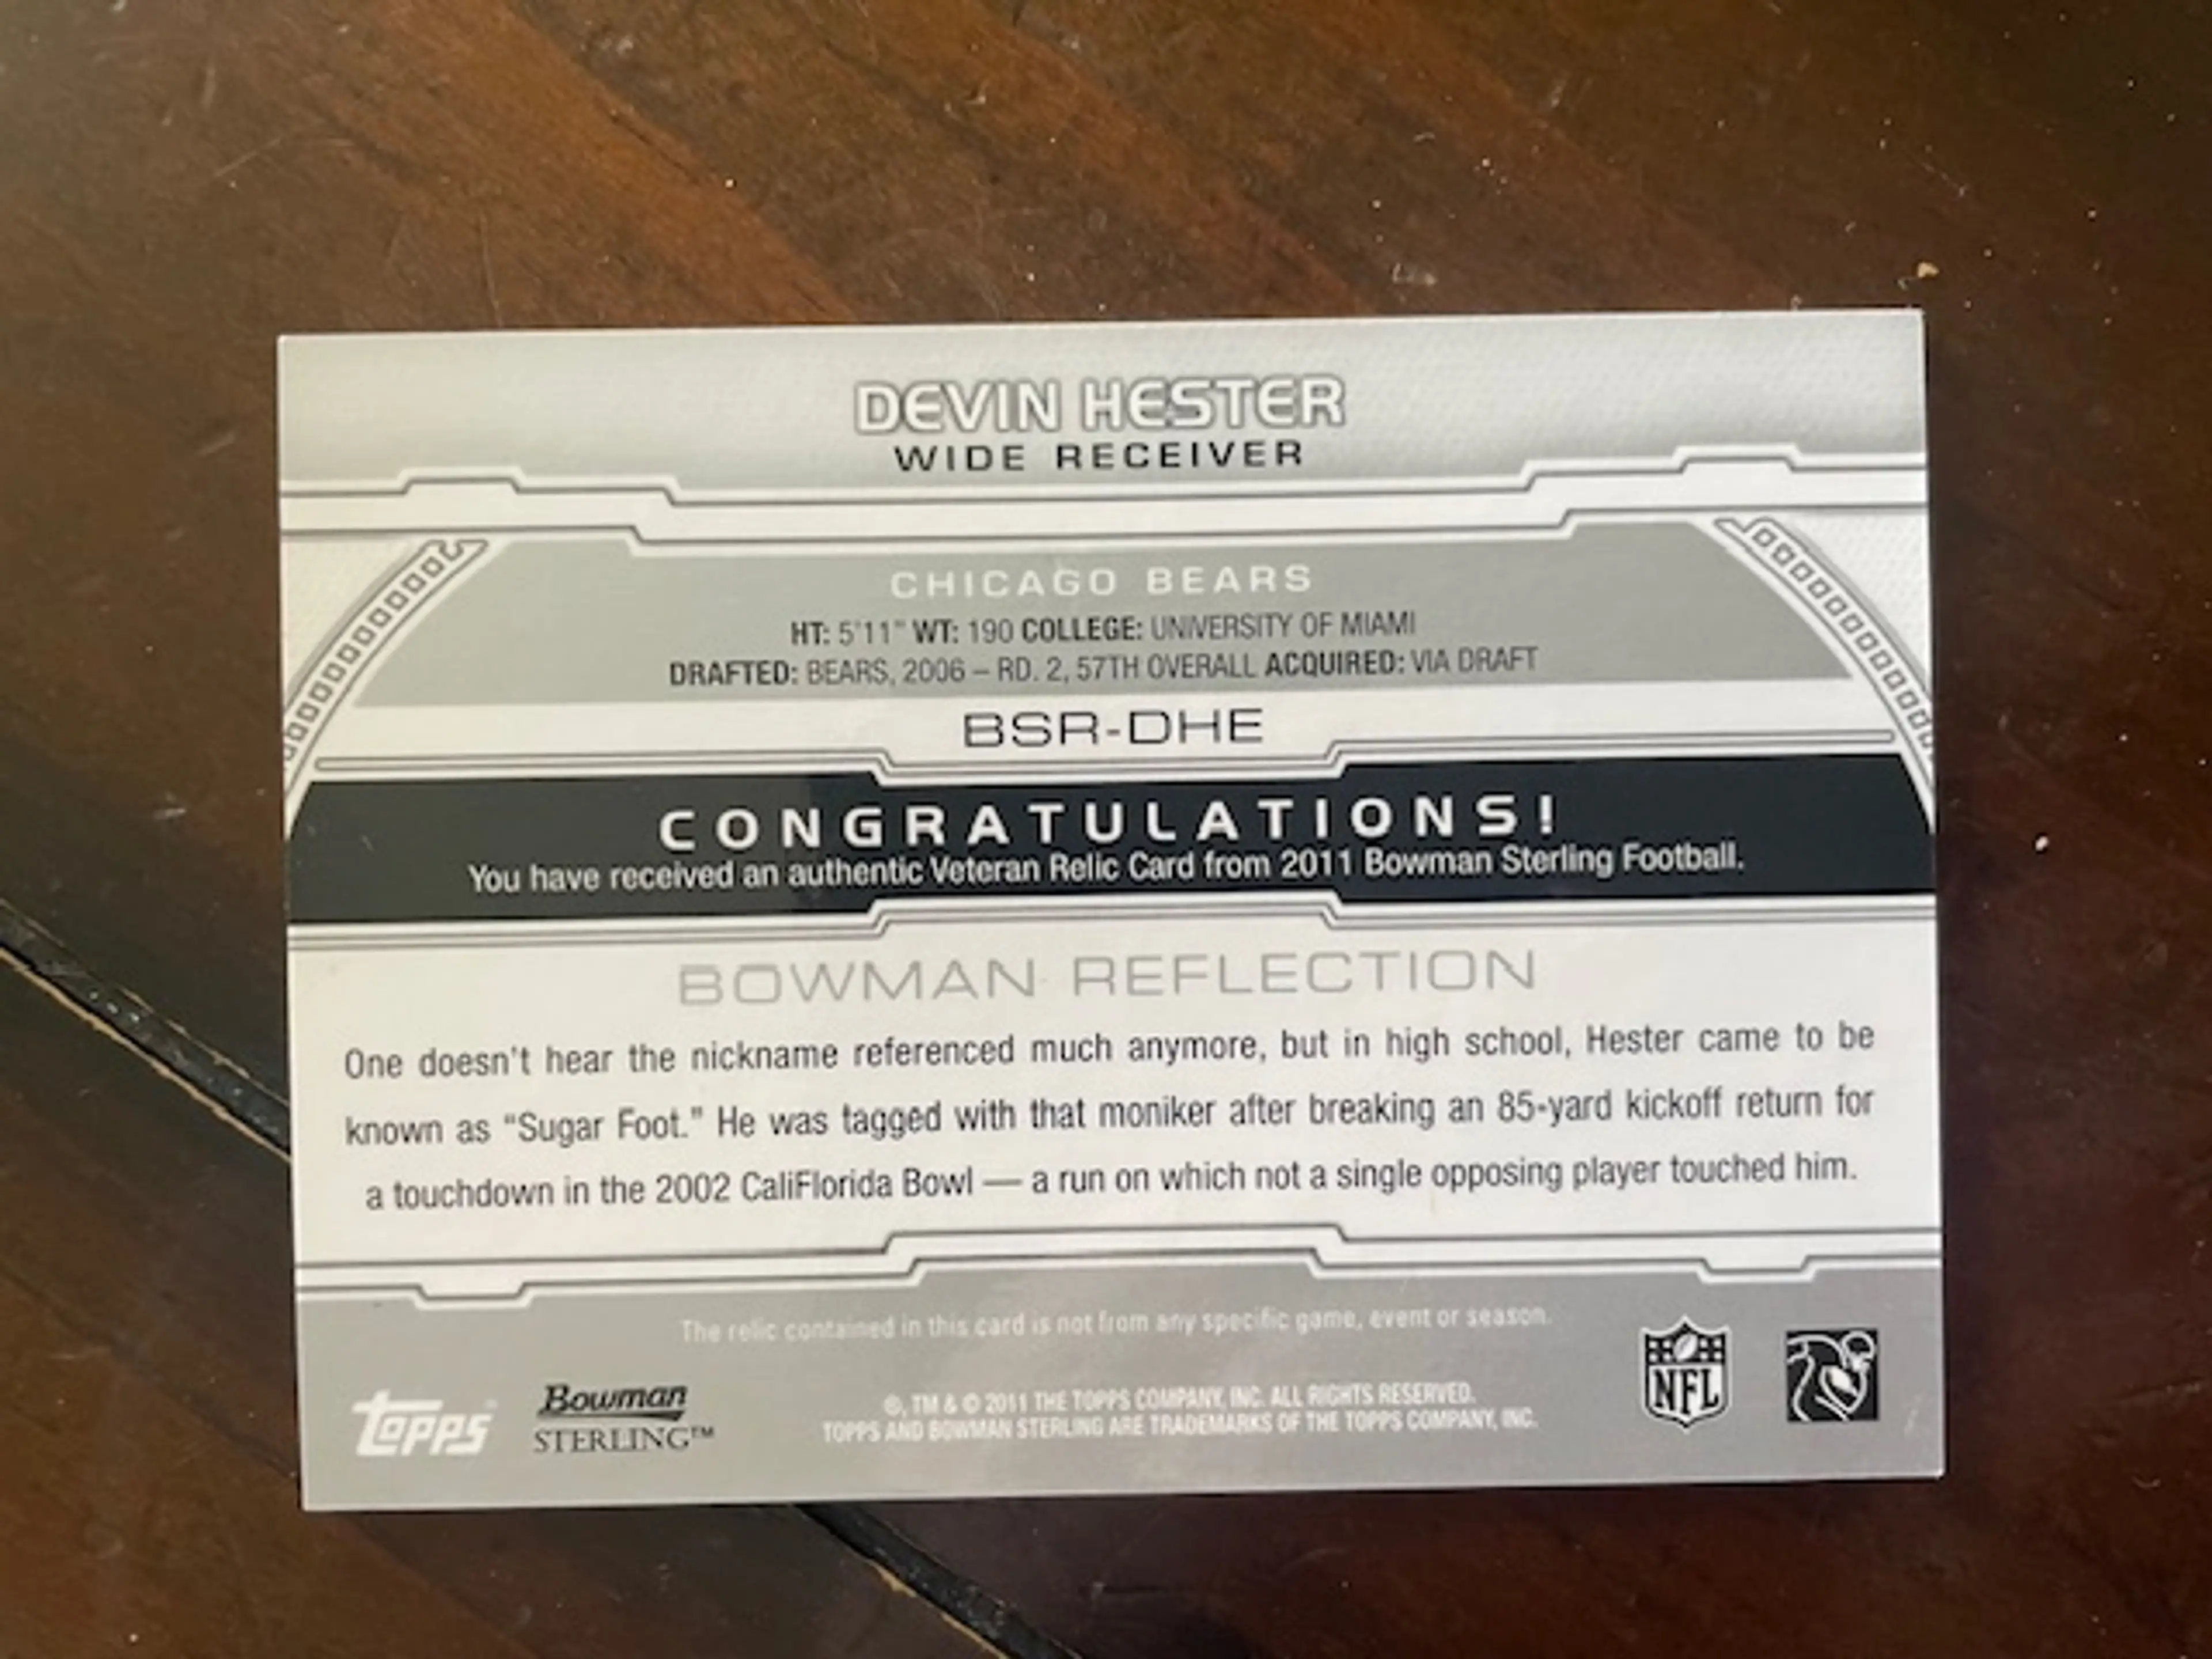 DEVIN HESTER
WIDE RECEIVER
CHICAGO BEARS
HT: 5'11" WT: 190 COLLEGE: UNIVERSITY OF MIAMI
DRAFTED: BEARS, 2006 – RD. 2, 57TH OVERALL ACQUIRED: VIA DRAFT
BSR-DHE
CONGRATULATIONS!
You have received an authentic Veteran Relic Card from 2011 Bowman Sterling Football.
BOWMAN REFLECTION
One doesn't hear the nickname referenced much anymore, but in high school, Hester came to be
known as "Sugar Foot." He was tagged with that moniker after breaking an 85-yard kickoff return for
a touchdown in the 2002 CaliFlorida Bowl — a run on which not a single opposing player touched him.
The relic contained in this card is not from any specific game, event or season.
topps
Bowman
STERLING™
®, TM & © 2011 THE TOPPS COMPANY, INC. ALL RIGHTS RESERVED.
TOPPS AND BOWMAN STERLING ARE TRADEMARKS OF THE TOPPS COMPANY, INC.
NFL